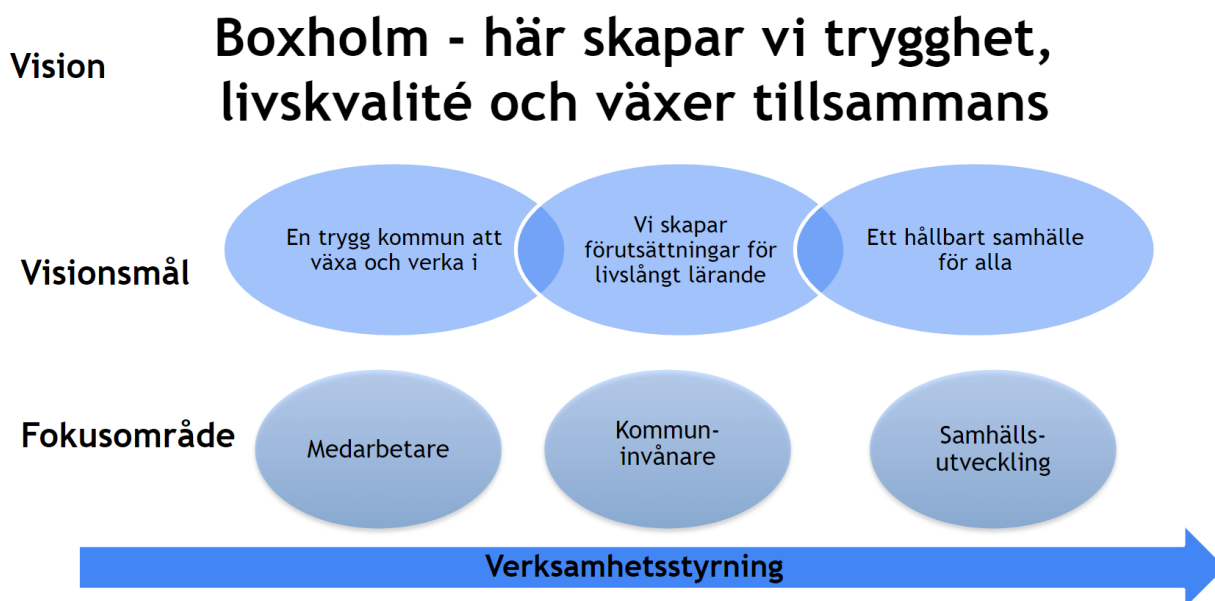 Vision
Boxholm - här skapar vi trygghet,
livskvalité och växer tillsammans
Visionsmål
En trygg kommun att
växa och verka i
Vi skapar
förutsättningar för
livslångt lärande
Ett hållbart samhälle
för alla
Fokusområde
Medarbetare
Kommun-
invånare
Samhälls-
utveckling
Verksamhetsstyrning